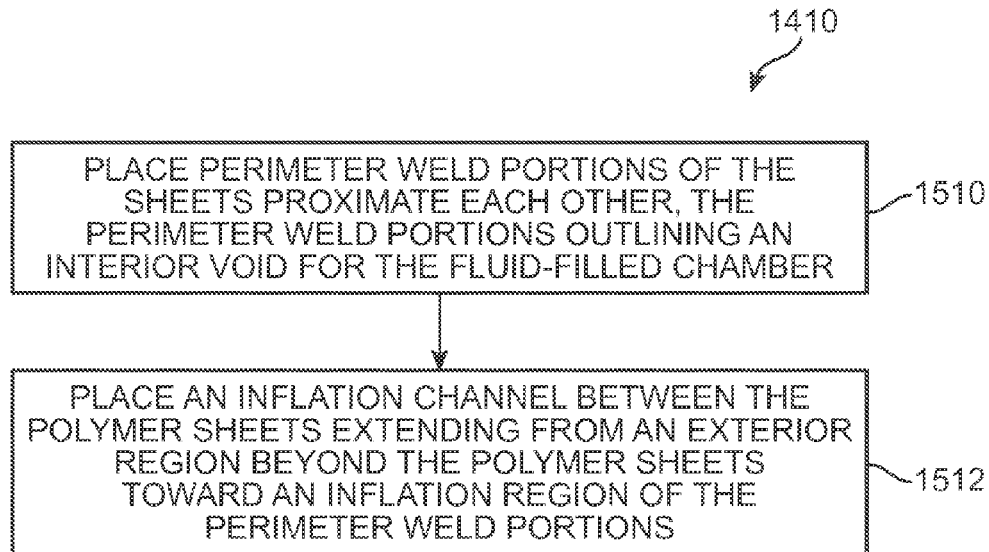 1410
PLACE PERIMETER WELD PORTIONS OF THE
SHEETS PROXIMATE EACH OTHER, THE
PERIMETER WELD PORTIONS OUTLINING AN
INTERIOR VOID FOR THE FLUID-FILLED CHAMBER
1510
PLACE AN INFLATION CHANNEL BETWEEN THE
POLYMER SHEETS EXTENDING FROM AN EXTERIOR
REGION BEYOND THE POLYMER SHEETS
TOWARD AN INFLATION REGION OF THE
PERIMETER WELD PORTIONS
1512